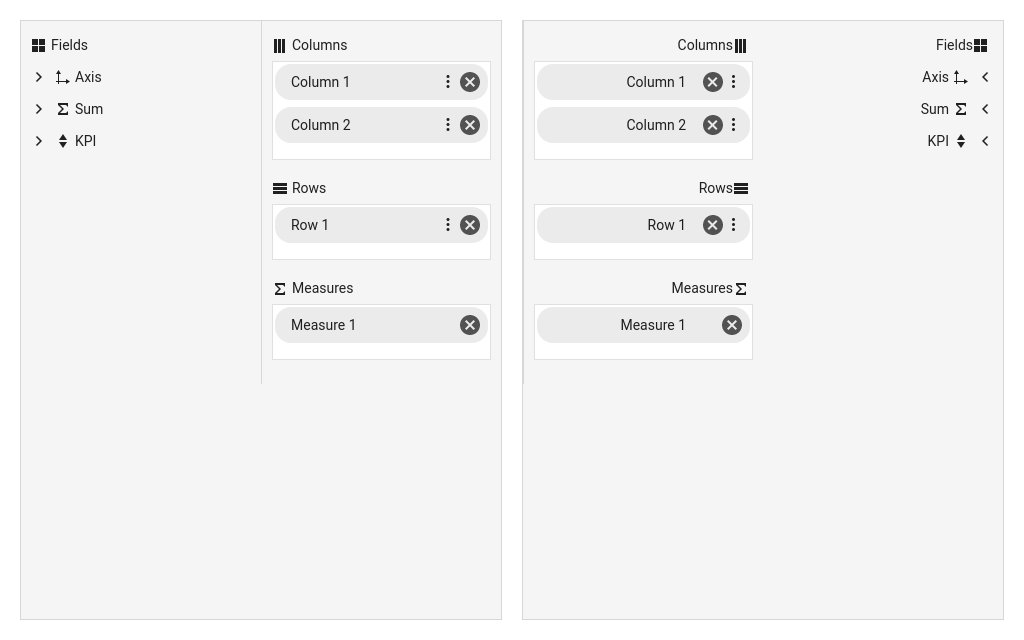 Fields
Axis
Sum
KPI
Columns
Column 1
Column 2
Rows
Row 1
Measures
Measure 1
Columns
Column 1
Column 2
Rows
Row 1
Measures
Measure 1
Fields
Axis
Sum
KPI